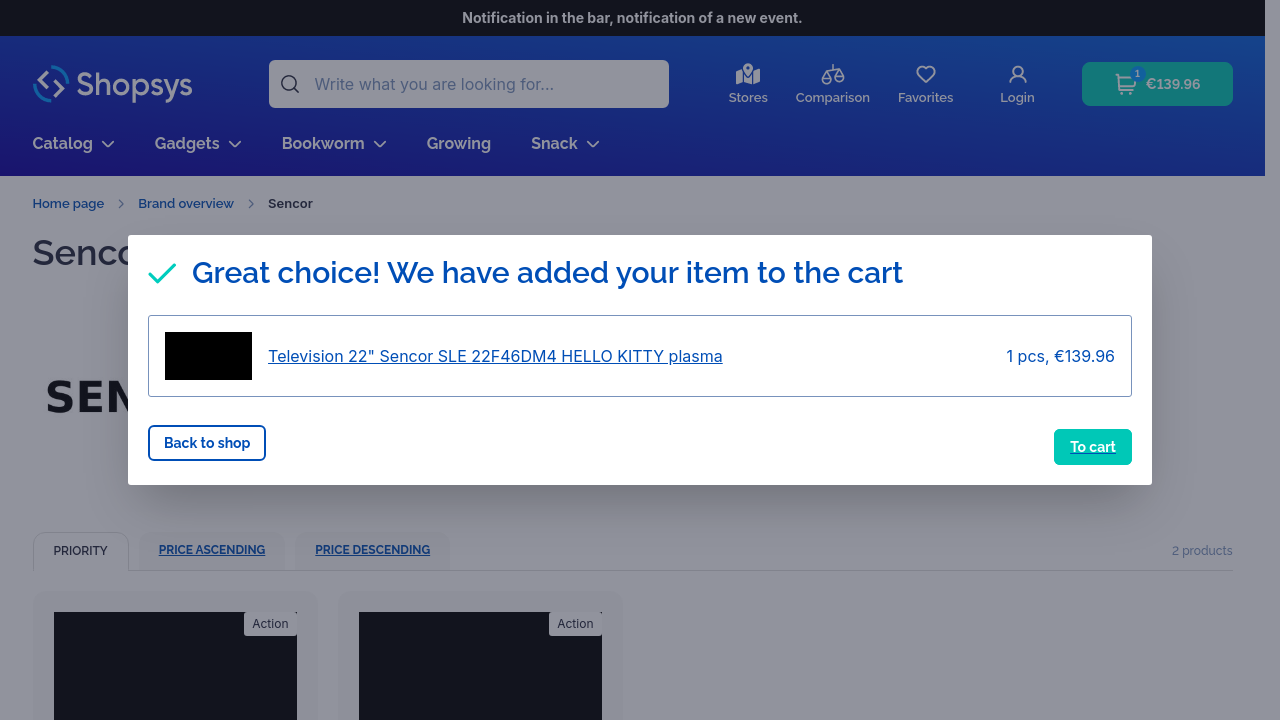 Notification in the bar, notification of a new event.
Shopsys
Write what you are looking for...
Stores
Comparison
Favorites
Login
1
€139.96
Catalog
Gadgets
Bookworm
Growing
Snack
Home page
Brand overview
Sencor
Senco
Great choice! We have added your item to the cart
Television 22" Sencor SLE 22F46DM4 HELLO KITTY plasma
1 pcs, €139.96
SEN
Back to shop
To cart
PRIORITY
PRICE ASCENDING
PRICE DESCENDING
2 products
Action
Action